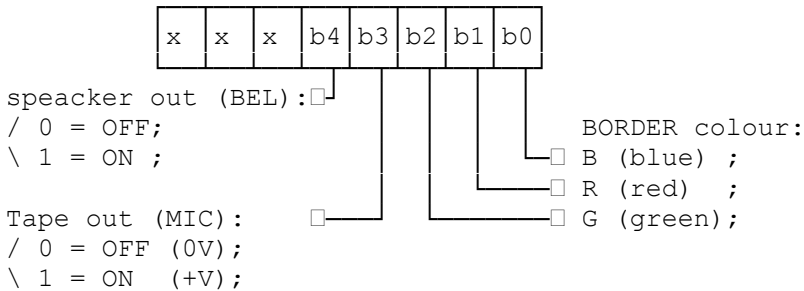 x x x b4 b3 b2 b1 b0
speacker out (BEL):
/ 0 = OFF; BORDER colour:
\ 1 = ON ; B (blue) ;
R (red) ;
Tape out (MIC): G (green);
/ 0 = OFF (0V);
\ 1 = ON (+V);